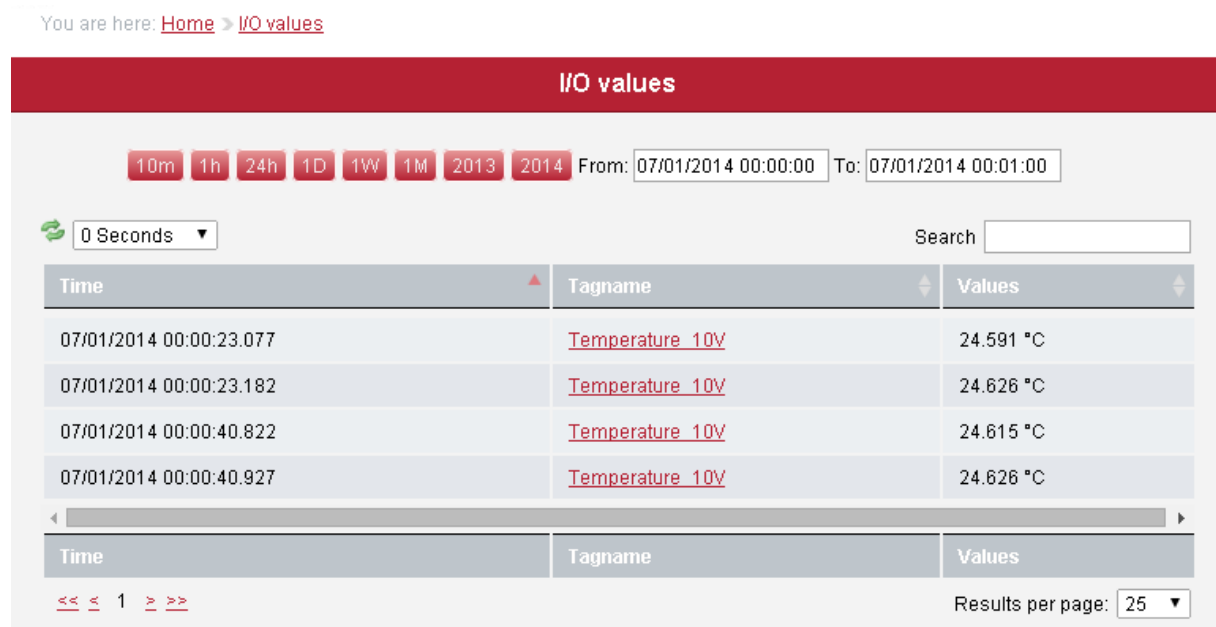 You are here: Home > I/O values
I/O values
10m 1h 24h 1D 1W 1M 2013 2014 From: 07/01/2014 00:00:00 To: 07/01/2014 00:01:00
0 Seconds Search
Time Tagname Values
07/01/2014 00:00:23.077 Temperature_10V 24.591 °C
07/01/2014 00:00:23.182 Temperature_10V 24.626 °C
07/01/2014 00:00:40.822 Temperature_10V 24.615 °C
07/01/2014 00:00:40.927 Temperature_10V 24.626 °C
Time Tagname Values
<< < 1 > >> Results per page: 25